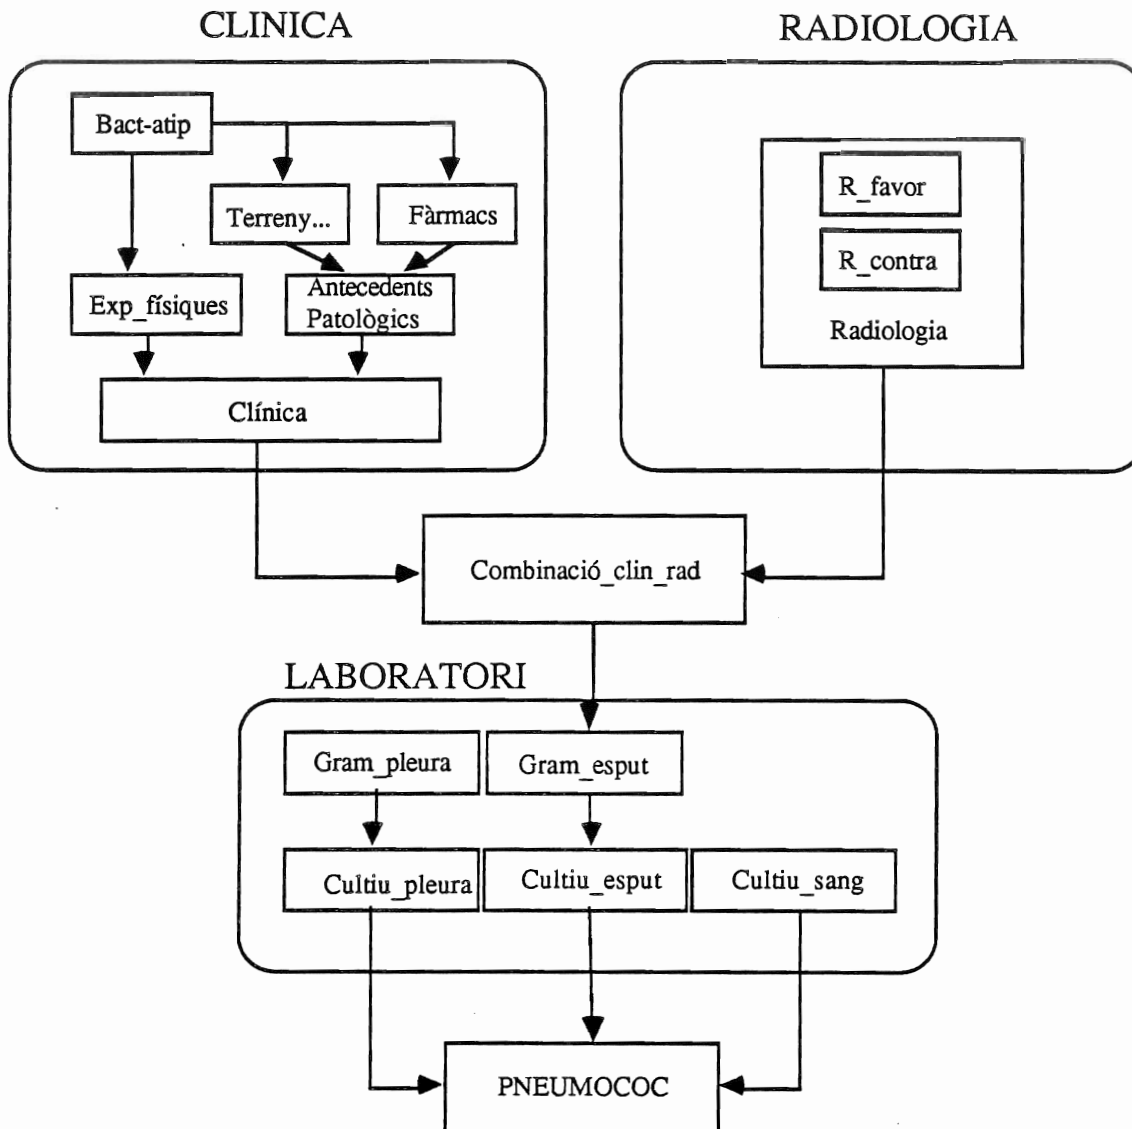 CLINICA
RADIOLOGIA
Bact-atip
Terreny...
Fàrmacs
Exp_físiques
Antecedents
Patològics
Clínica
R_favor
R_contra
Radiologia
Combinació_clin_rad
LABORATORI
Gram_pleura
Gram_esput
Cultiu_pleura
Cultiu_esput
Cultiu_sang
PNEUMOCOC